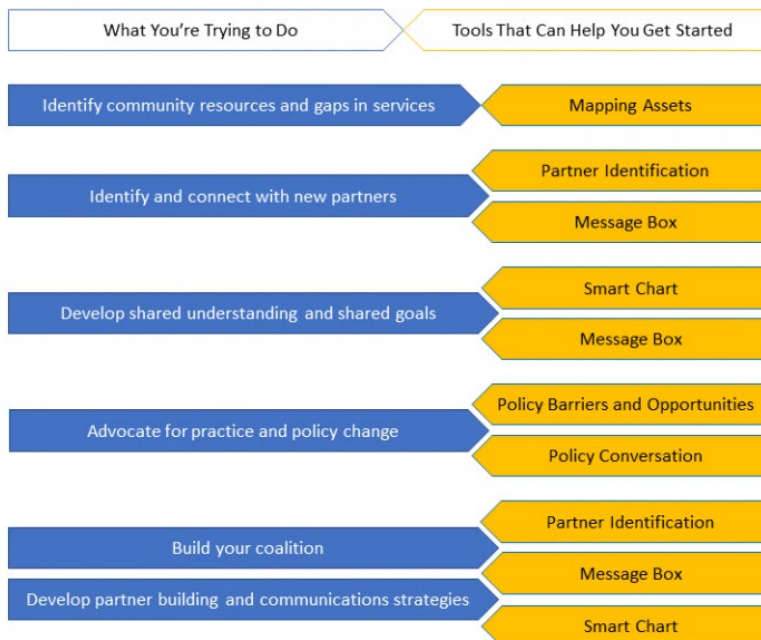 What You're Trying to Do
Tools That Can Help You Get Started
Identify community resources and gaps in services
Mapping Assets
Identify and connect with new partners
Partner Identification
Message Box
Develop shared understanding and shared goals
Smart Chart
Message Box
Advocate for practice and policy change
Policy Barriers and Opportunities
Policy Conversation
Build your coalition
Develop partner building and communications strategies
Partner Identification
Message Box
Smart Chart